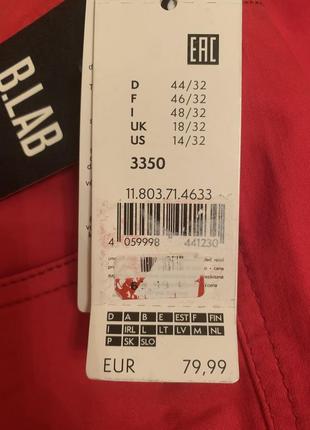 B.LAB
EAC
D 44/32
F 46/32
I 48/32
UK 18/32
US 14/32
3350
11.803.71.4633
4 059998 441230
D A B E EST F FIN
I IRL L LT LV M NL
P SK SLO
EUR 79,99